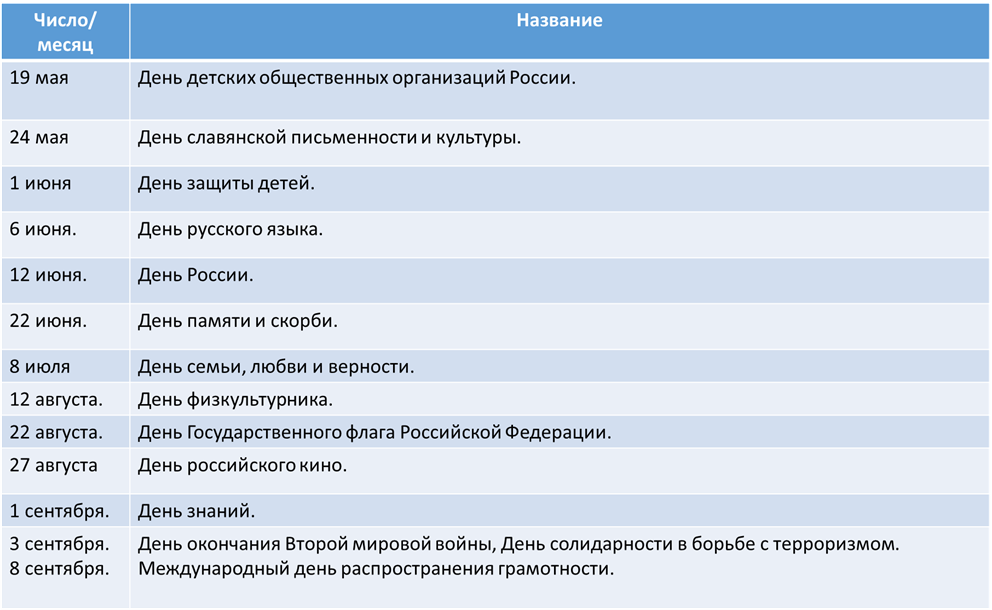 Число/
месяц
Название
19 мая
День детских общественных организаций России.
24 мая
День славянской письменности и культуры.
1 июня
День защиты детей.
6 июня.
День русского языка.
12 июня.
День России.
22 июня.
День памяти и скорби.
8 июля
День семьи, любви и верности.
12 августа.
День физкультурника.
22 августа.
День Государственного флага Российской Федерации.
27 августа
День российского кино.
1 сентября.
День знаний.
3 сентября.
День окончания Второй мировой войны, День солидарности в борьбе с терроризмом.
8 сентября.
Международный день распространения грамотности.